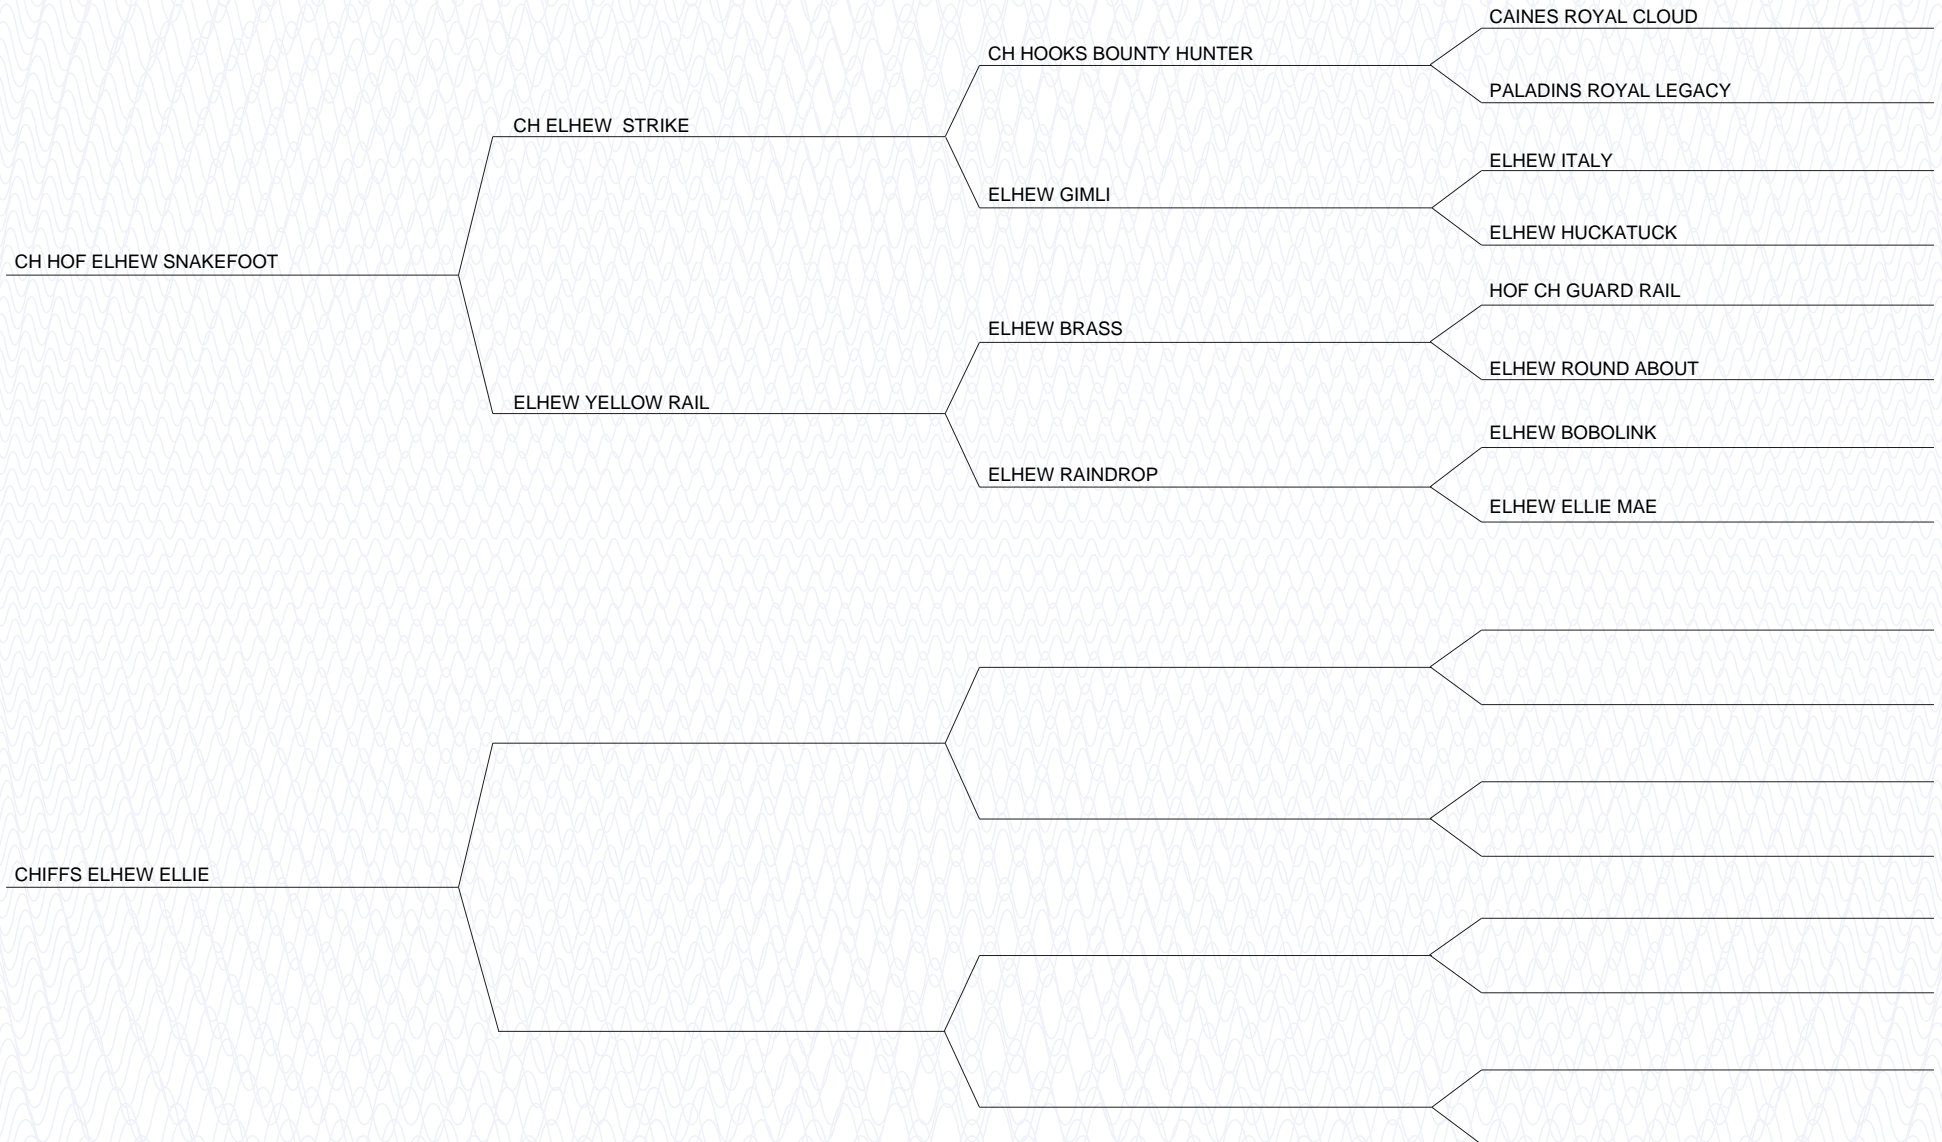 CAINES ROYAL CLOUD
CH HOOKS BOUNTY HUNTER
PALADINS ROYAL LEGACY
CH ELHEW  STRIKE
ELHEW ITALY
ELHEW GIMLI
ELHEW HUCKATUCK
CH HOF ELHEW SNAKEFOOT
HOF CH GUARD RAIL
ELHEW BRASS
ELHEW ROUND ABOUT
ELHEW YELLOW RAIL
ELHEW BOBOLINK
ELHEW RAINDROP
ELHEW ELLIE MAE
CHIFFS ELHEW ELLIE